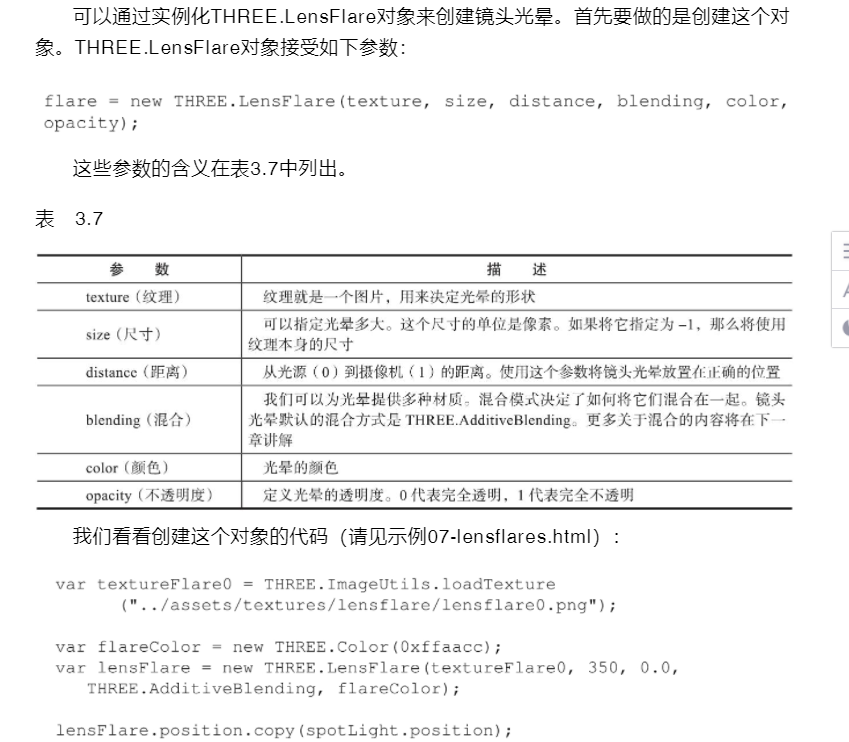 可以通过实例化THREE.LensFlare对象来创建镜头光晕。首先要做的是创建这个对
象。THREE.LensFlare对象接受如下参数：
flare = new THREE.LensFlare(texture, size, distance, blending, color,
opacity);
这些参数的含义在表3.7中列出。
表 3.7
参 数 描 述
texture（纹理） 纹理就是一个图片，用来决定光晕的形状
size（尺寸） 可以指定光晕多大。这个尺寸的单位是像素。如果将它指定为 –1，那么将使用
纹理本身的尺寸
distance（距离） 从光源（0）到摄像机（1）的距离。使用这个参数将镜头光晕放置在正确的位置
blending（混合） 我们可以为光晕提供多种材质。混合模式决定了如何将它们混合在一起。镜头
光晕默认的混合方式是 THREE.AdditiveBlending。更多关于混合的内容将在下一
章讲解
color（颜色） 光晕的颜色
opacity（不透明度） 定义光晕的透明度。0 代表完全透明，1 代表完全不透明
我们看看创建这个对象的代码（请见示例07-lensflares.html）：
var textureFlare0 = THREE.ImageUtils.loadTexture
("../assets/textures/lensflare/lensflare0.png");
var flareColor = new THREE.Color(0xffaacc);
var lensFlare = new THREE.LensFlare(textureFlare0, 350, 0.0,
THREE.AdditiveBlending, flareColor);
lensFlare.position.copy(spotLight.position);